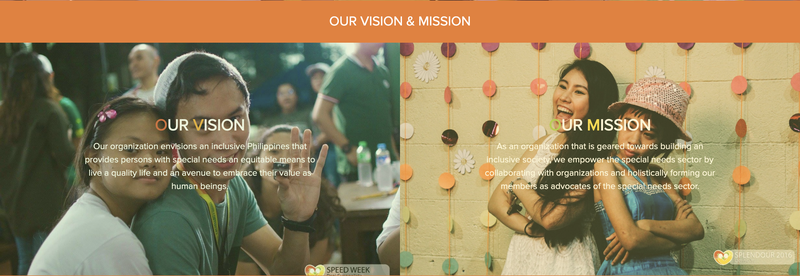 OUR VISION & MISSION
OUR VISION
Our organization envisions an inclusive Philippines that
provides persons with special needs an equitable means to
live a quality life and an avenue to embrace their value as
human beings.
SPEED WEEK
OUR MISSION
As an organization that is geared towards building an
inclusive society, we empower the special needs sector by
collaborating with organizations and holistically forming our
members as advocates of the special needs sector.
SPLENDOUR 2016